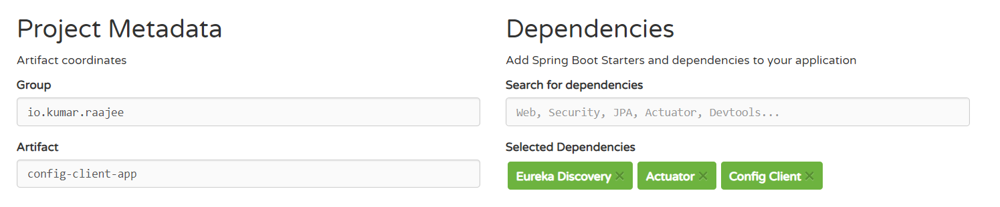 Project Metadata
Artifact coordinates
Group
io.kumar.raajee
Artifact
config-client-app
Dependencies
Add Spring Boot Starters and dependencies to your application
Search for dependencies
Web, Security, JPA, Actuator, Devtools...
Selected Dependencies
Eureka Discovery × Actuator × Config Client ×